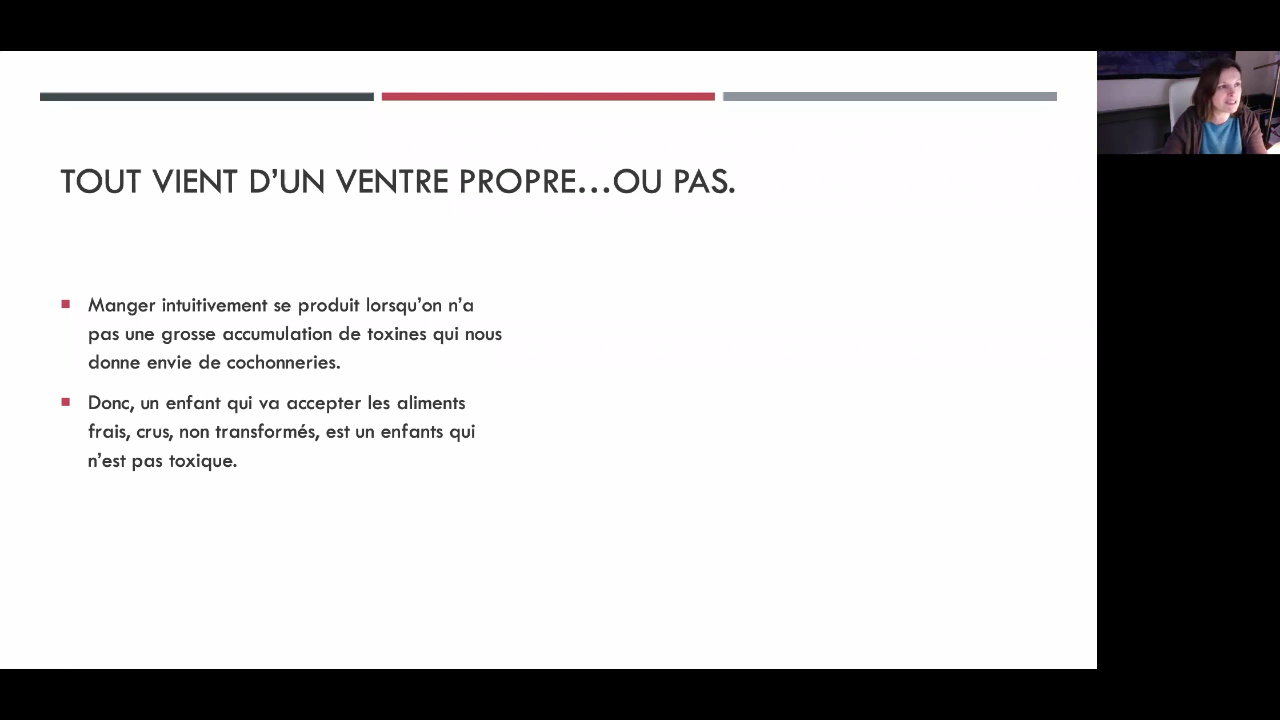 TOUT VIENT D’UN VENTRE PROPRE…OU PAS.
Manger intuitivement se produit lorsqu’on n’a
pas une grosse accumulation de toxines qui nous
donne envie de cochonneries.
Donc, un enfant qui va accepter les aliments
frais, crus, non transformés, est un enfants qui
n’est pas toxique.